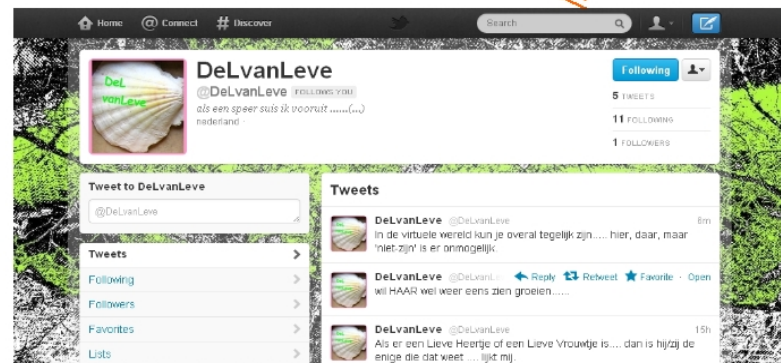 Home @ Connect # Discover Search
DeL
vanLeve
DeLvanLeve
@DeLvanLeve FOLLOWS YOU
als een speer suis ik vooruit ......(...)
nederland ·
Following
5 TWEETS
11 FOLLOWING
1 FOLLOWERS
Tweet to DeLvanLeve
@DeLvanLeve
Tweets
Following
Followers
Favorites
Lists
Tweets
DeLvanLeve @DeLvanLeve 8m
In de virtuele wereld kun je overal tegelijk zijn..... hier, daar, maar
'niet-zijn' is er onmogelijk.
DeLvanLeve @DeLvanL... Reply Retweet Favorite · Open
wil HAAR wel weer eens zien groeien......
DeLvanLeve @DeLvanLeve 15h
Als er een Lieve Heertje of een Lieve Vrouwtje is.... dan is hij/zij de
enige die dat weet .... lijkt mij.